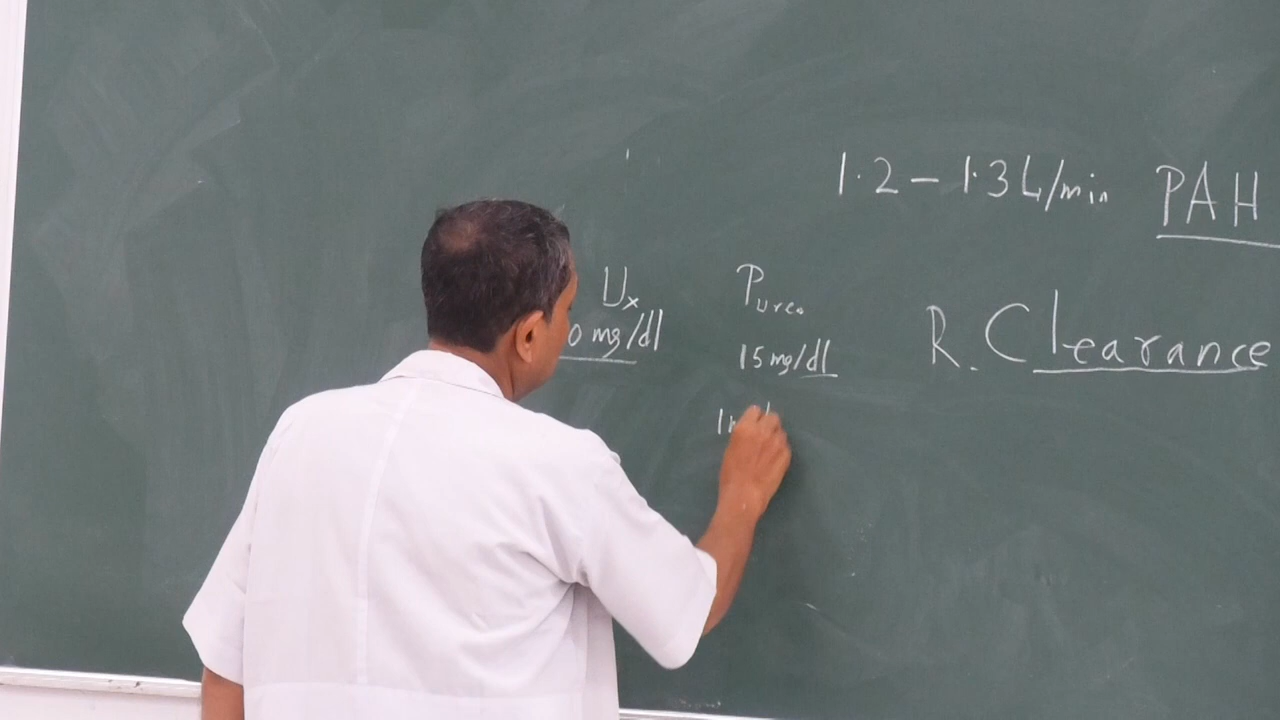 1.2 - 1.3 L/min PAH
Ux
Purea
mg/dl
15 mg/dl
R. Clearance